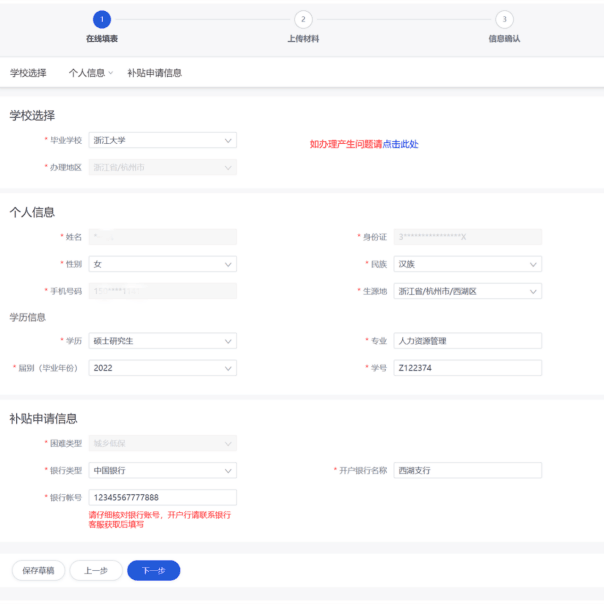 1
2
3
在线填表
上传材料
信息确认
学校选择 个人信息 补贴申请信息
学校选择
* 毕业学校 浙江大学
如办理产生问题请点击此处
* 办理地区 浙江省/杭州市
个人信息
* 姓名
* 身份证 3****************X
* 性别 女
* 民族 汉族
* 手机号码
* 生源地 浙江省/杭州市/西湖区
学历信息
* 学历 硕士研究生
* 专业 人力资源管理
* 届别（毕业年份） 2022
* 学号 Z122374
补贴申请信息
* 困难类型 城乡低保
* 银行类型 中国银行
* 开户银行名称 西湖支行
* 银行帐号 12345567777888
请仔细核对银行账号，开户行请联系银行
客服获取后填写
保存草稿 上一步 下一步